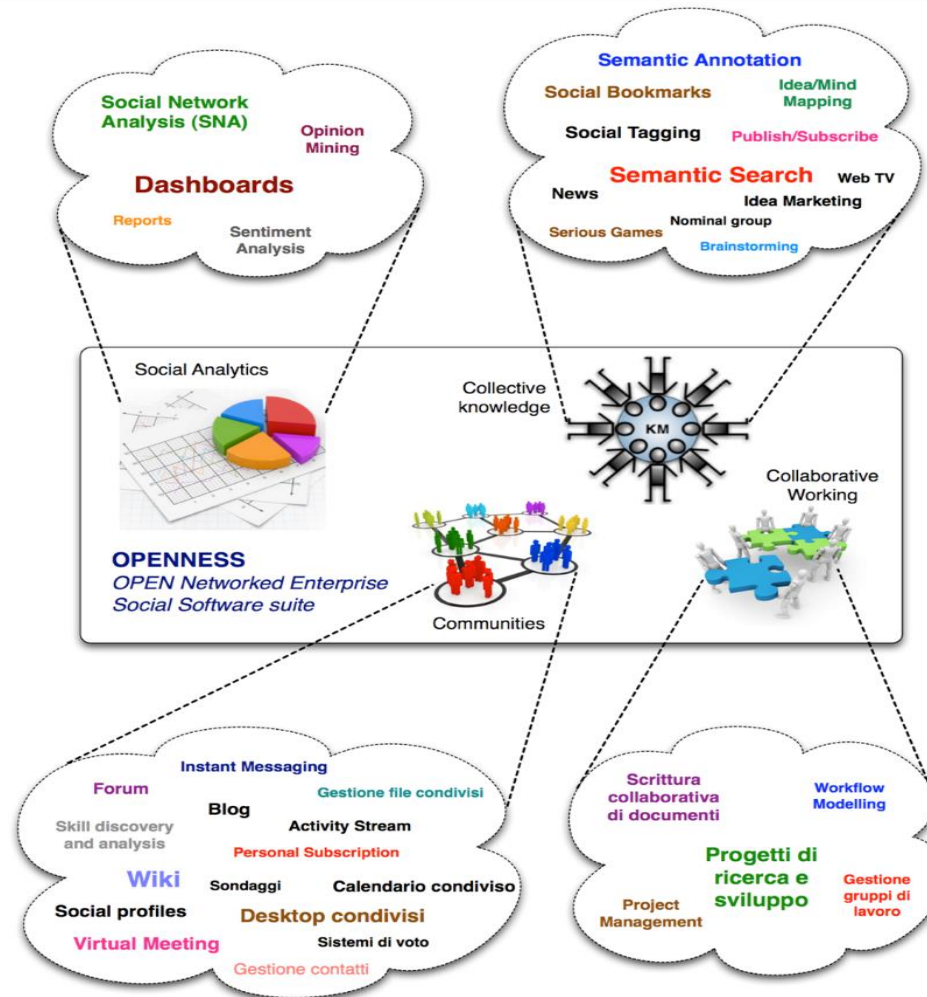 Social Network
Analysis (SNA)
Opinion
Mining
Dashboards
Reports
Sentiment
Analysis
Semantic Annotation
Social Bookmarks
Idea/Mind
Mapping
Social Tagging
Publish/Subscribe
Semantic Search
Web TV
News
Idea Marketing
Nominal group
Serious Games
Brainstorming
Social Analytics
Collective
knowledge
KM
Collaborative
Working
OPENNESS
OPEN Networked Enterprise
Social Software suite
Communities
Instant Messaging
Forum
Gestione file condivisi
Blog
Skill discovery
and analysis
Activity Stream
Personal Subscription
Wiki
Sondaggi
Calendario condiviso
Social profiles
Desktop condivisi
Virtual Meeting
Sistemi di voto
Gestione contatti
Scrittura
collaborativa
di documenti
Workflow
Modelling
Progetti di
ricerca e
sviluppo
Gestione
gruppi di
lavoro
Project
Management